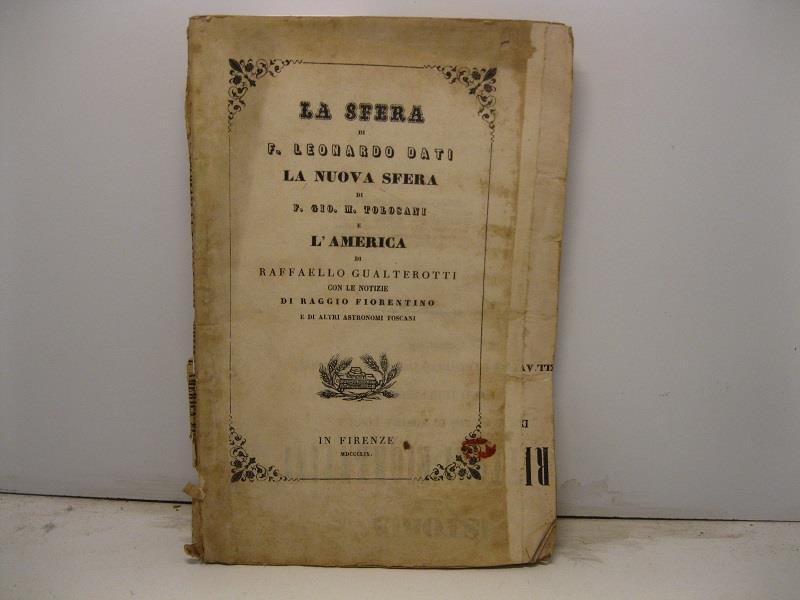 LA SFERA
DI
F. LEONARDO DATI
LA NUOVA SFERA
DI
F. GIO. M. TOLOSANI
E
L'AMERICA
DI
RAFFAELLO GUALTEROTTI
CON LE NOTIZIE
DI RAGGIO FIORENTINO
E DI ALTRI ASTRONOMI TOSCANI
IN FIRENZE
MDCCCLIX.